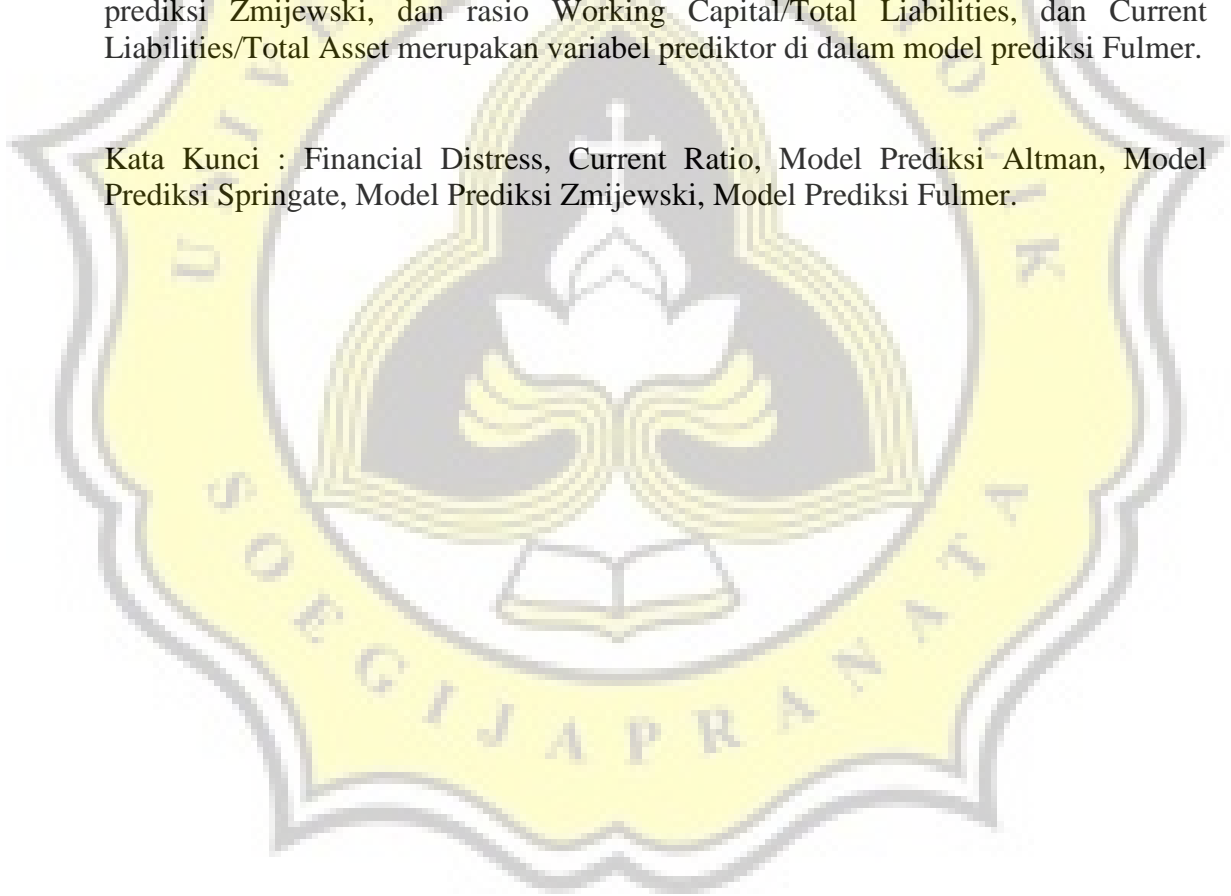 prediksi Zmijewski, dan rasio Working Capital/Total Liabilities, dan Current
Liabilities/Total Asset merupakan variabel prediktor di dalam model prediksi Fulmer.
Kata Kunci : Financial Distress, Current Ratio, Model Prediksi Altman, Model
Prediksi Springate, Model Prediksi Zmijewski, Model Prediksi Fulmer.
SOEGIJAPRANATA